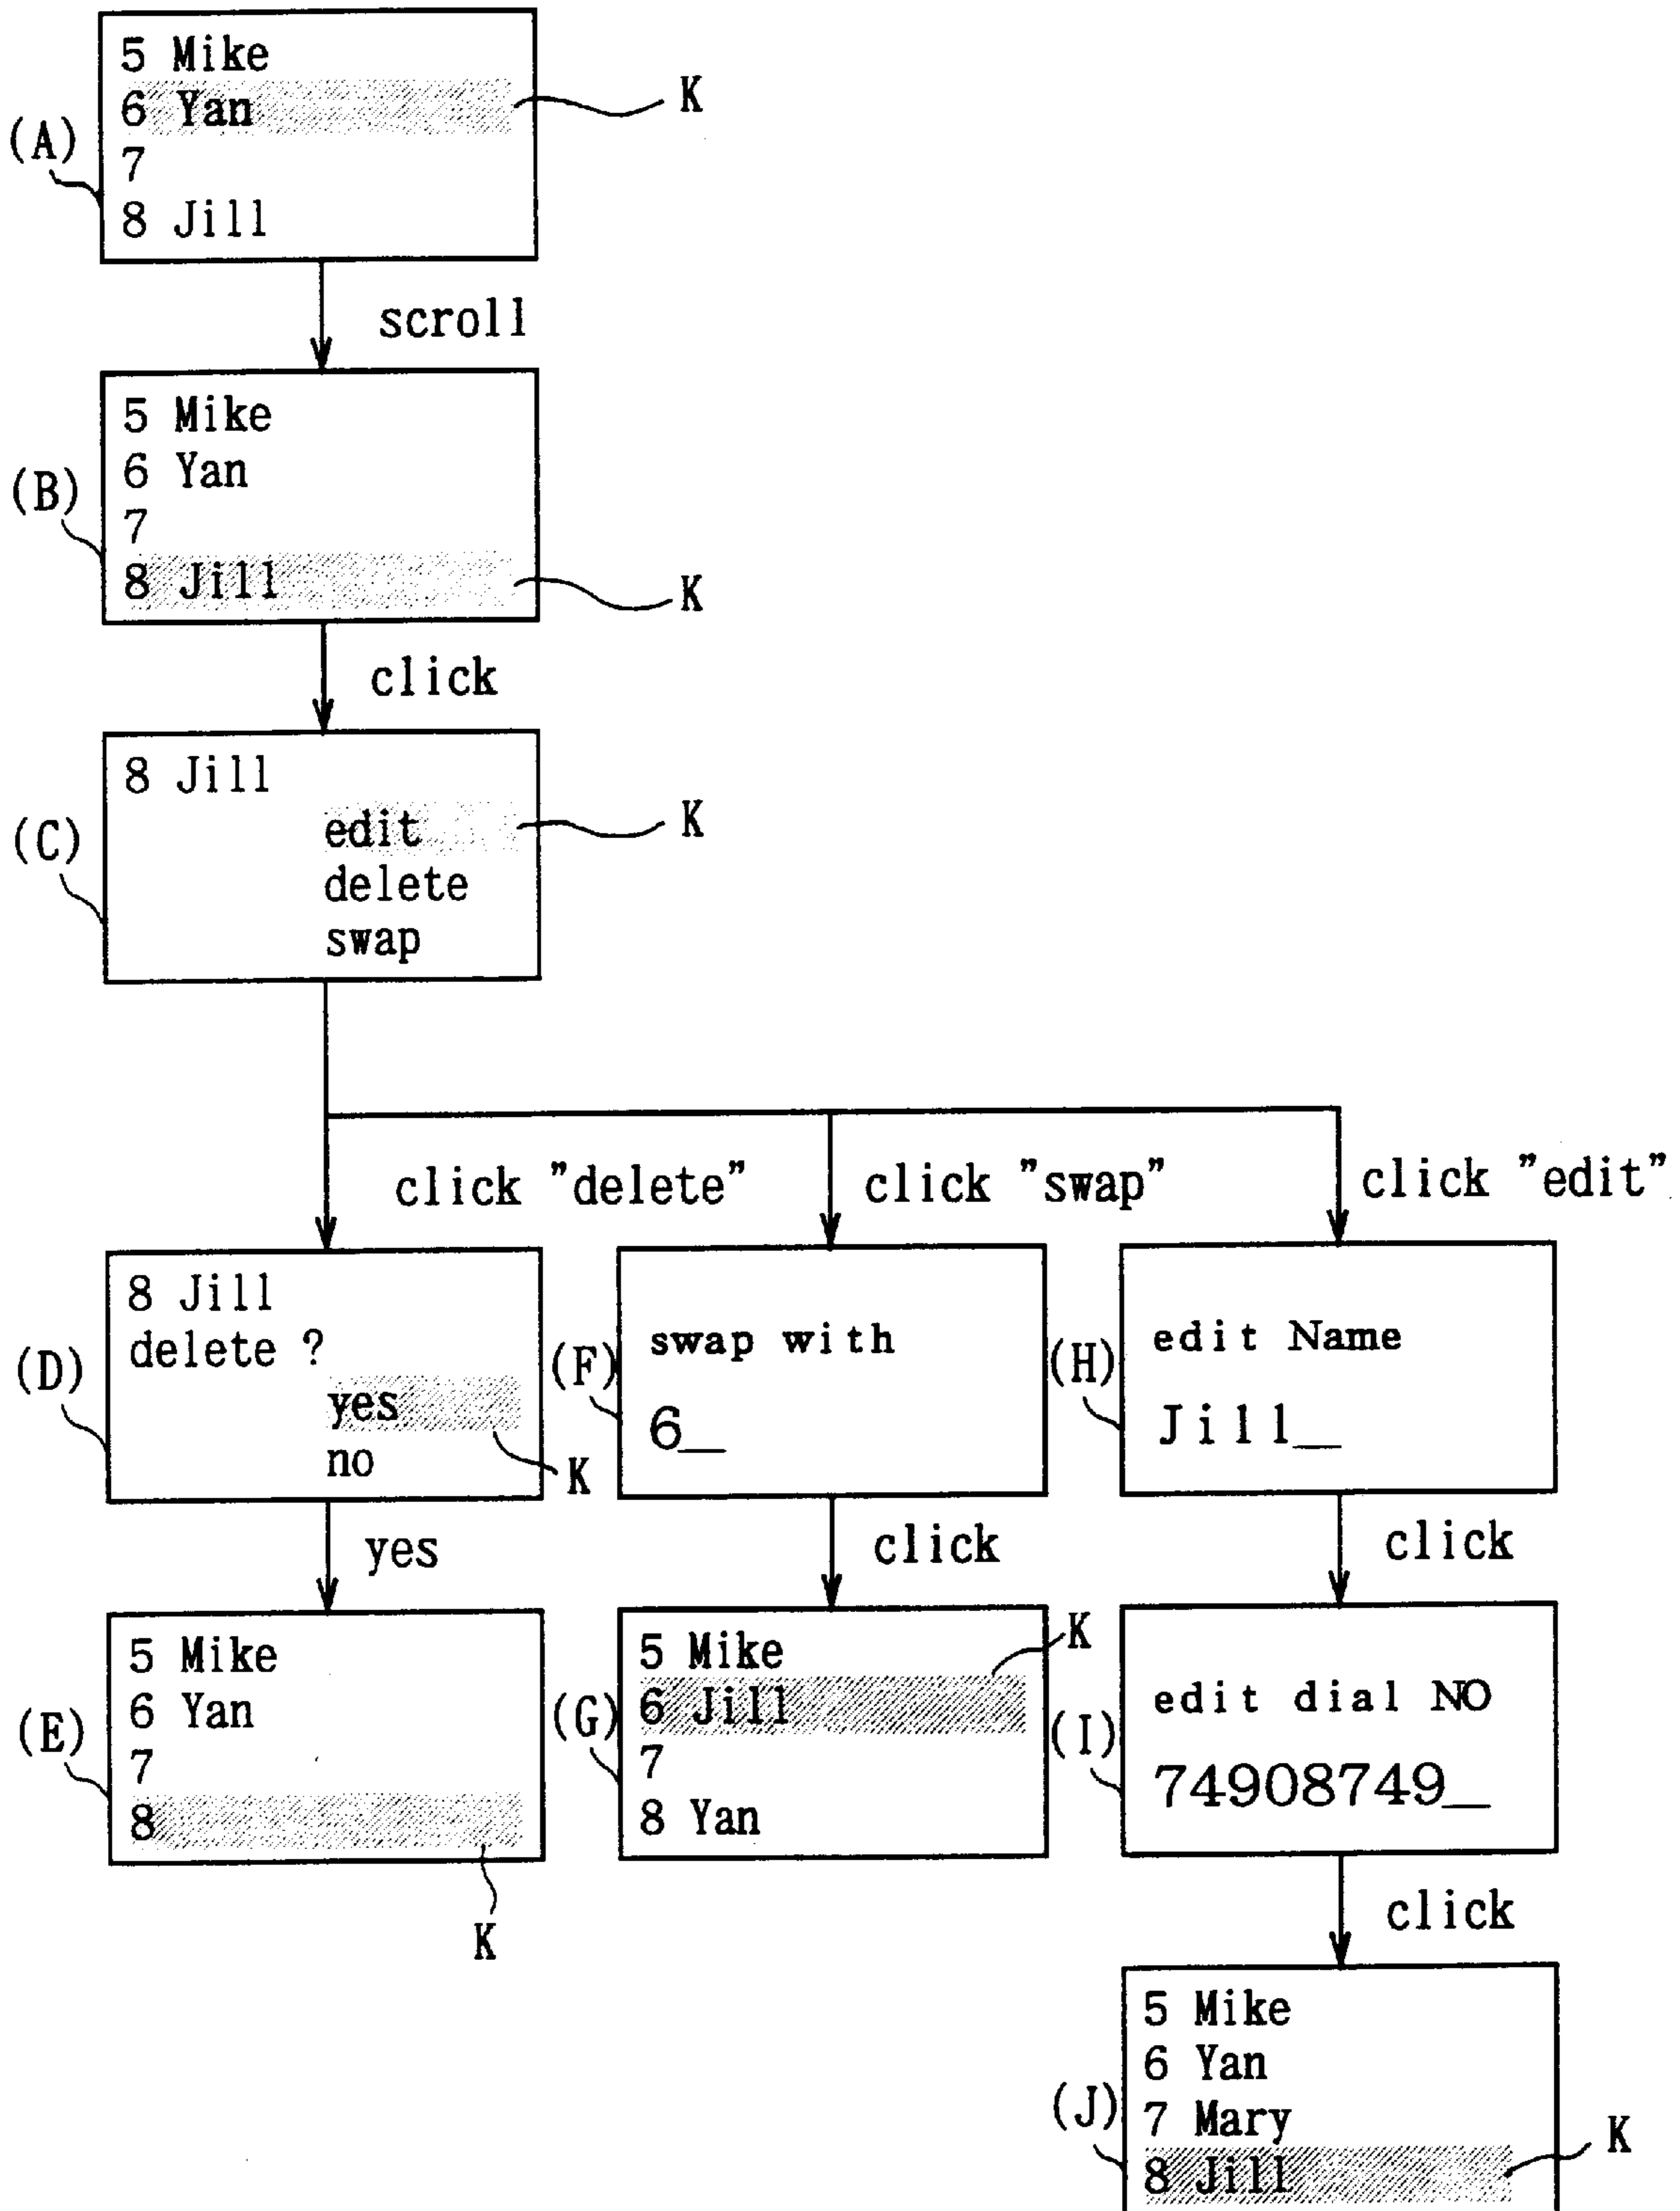 5 Mike
6 Yan
K
(A)
7
8 Jill
scroll
5 Mike
6 Yan
(B)
7
8 Jill
K
click
8 Jill
edit
K
(C)
delete
swap
click "delete"
click "swap"
click "edit"
8 Jill
delete ?
(D)
yes
no
K
(F)
swap with
6_
(H)
edit Name
Jill_
yes
click
click
5 Mike
6 Yan
(E)
7
8
K
5 Mike
K
6 Jill
(G)
7
8 Yan
edit dial NO
(I)
74908749_
click
5 Mike
6 Yan
(J)
7 Mary
8 Jill
K